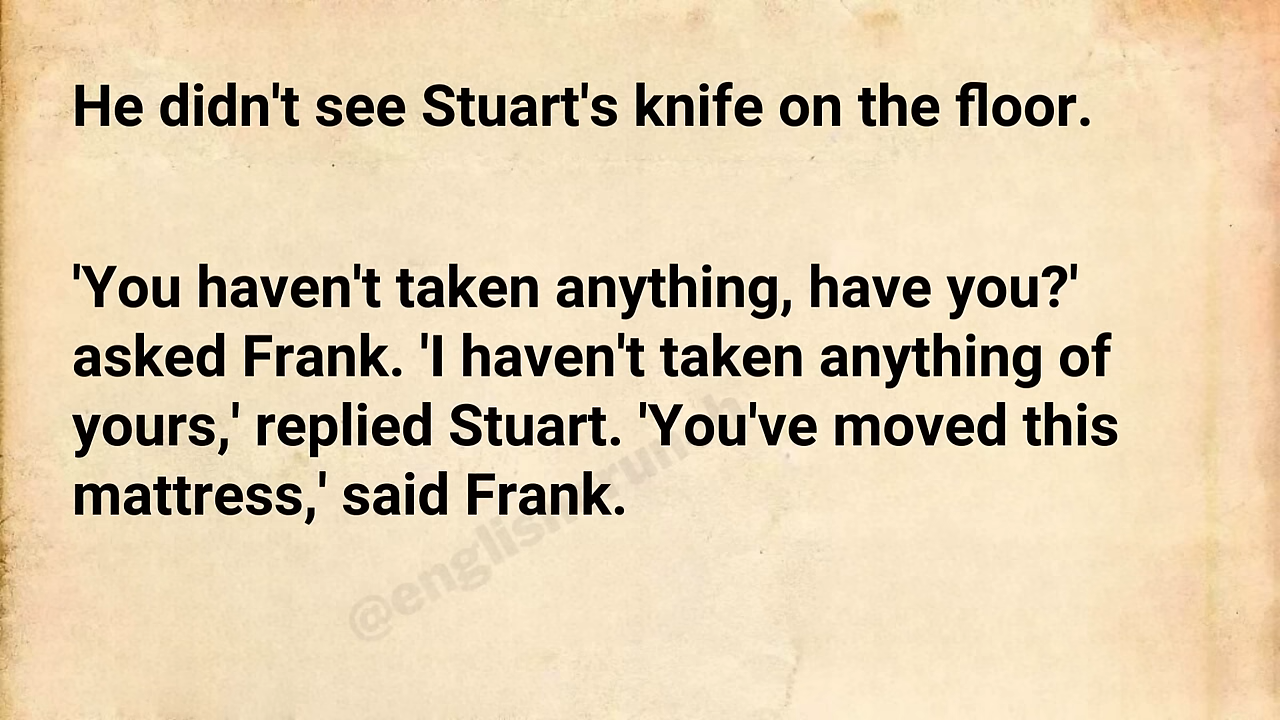 He didn't see Stuart's knife on the floor.
'You haven't taken anything, have you?'
asked Frank. 'I haven't taken anything of
yours,' replied Stuart. 'You've moved this
mattress,' said Frank.